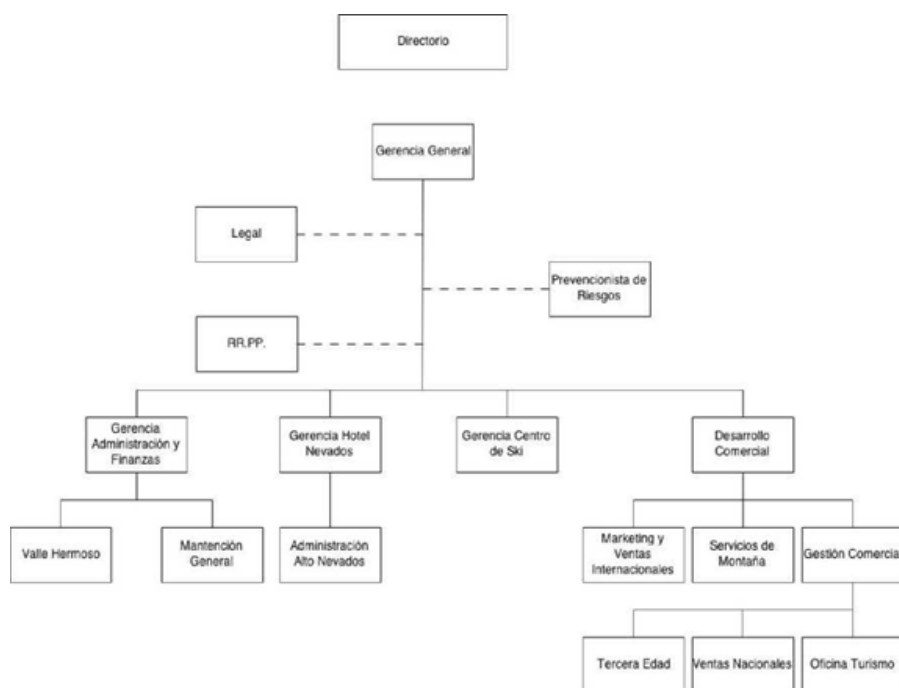 Directorio
Gerencia General
Legal
Prevencionista de
Riesgos
RR.PP.
Gerencia
Administración y
Finanzas
Gerencia Hotel
Nevados
Gerencia Centro
de Ski
Desarrollo
Comercial
Valle Hermoso
Mantención
General
Administración
Alto Nevados
Marketing y
Ventas
Internacionales
Servicios de
Montaña
Gestión Comercial
Tercera Edad
Ventas Nacionales
Oficina Turismo